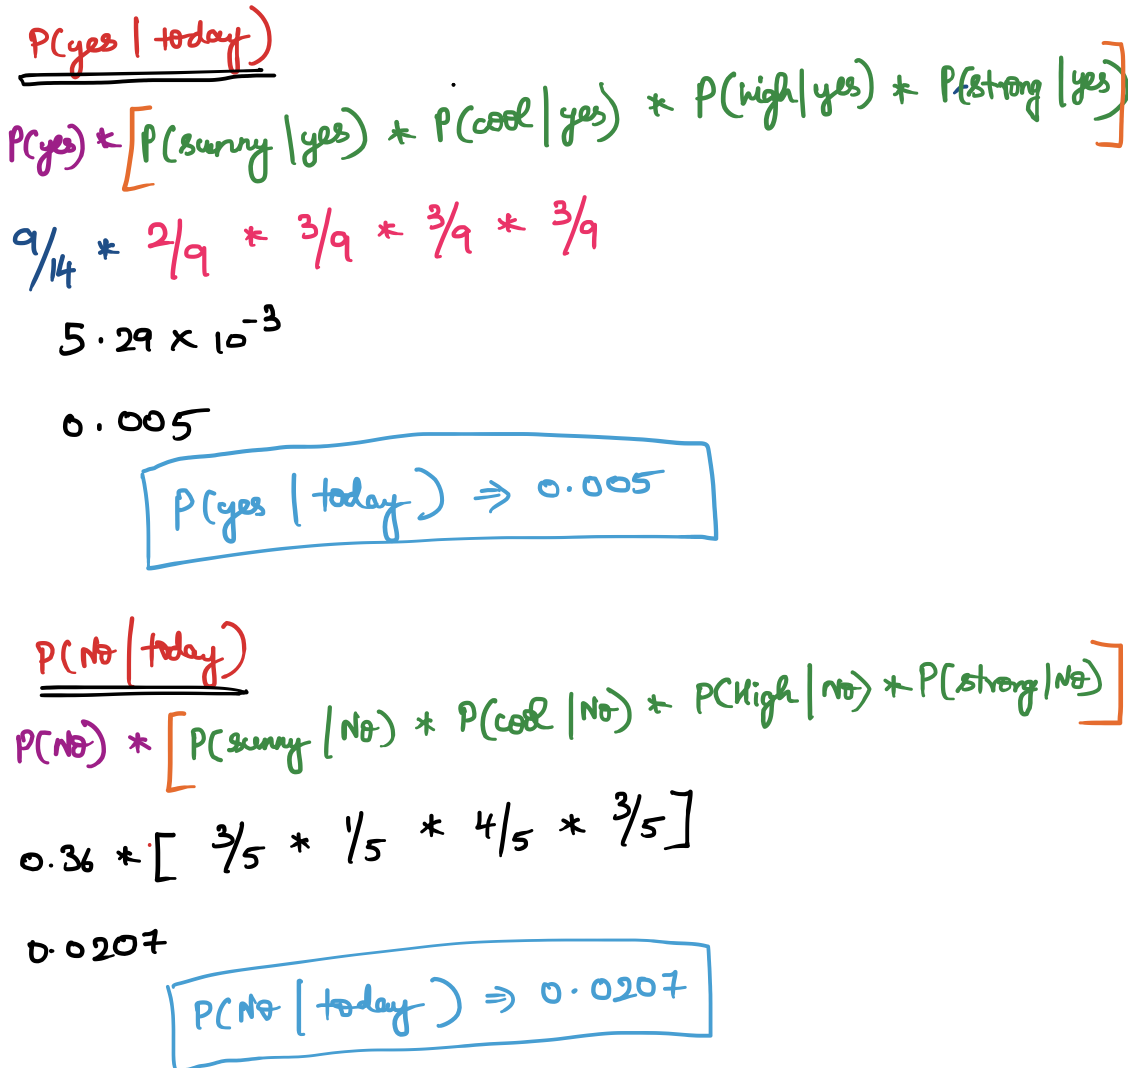 P(yes | today)
P(yes) * [P(sunny | yes) * P(cool | yes) * P(high | yes) * P(strong | yes)]
9/14 * 2/9 * 3/9 * 3/9 * 3/9
5.29 x 10⁻³
0.005
P(yes | today) ⇒ 0.005
P(No | today)
P(No) * [P(sunny | No) * P(cool | No) * P(High | No) * P(strong | No)]
0.36 * [ 3/5 * 1/5 * 4/5 * 3/5 ]
0.0207
P(No | today) ⇒ 0.0207